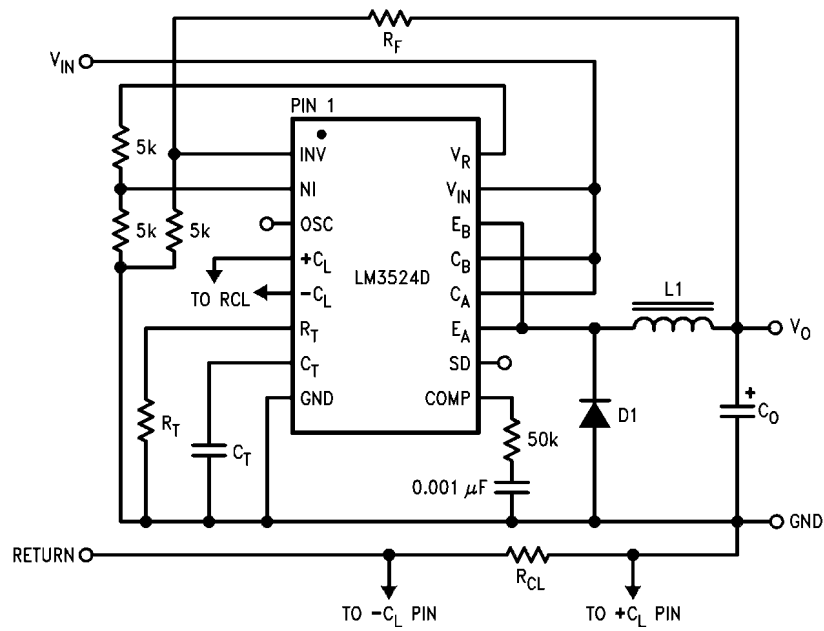 R_F
V_IN
PIN 1
5k
INV
V_R
NI
V_IN
5k
5k
OSC
E_B
+C_L
LM3524D
C_B
TO RCL
-C_L
C_A
L1
R_T
E_A
V_O
C_T
SD
GND
COMP
R_T
C_T
50k
D1
+
C_O
0.001 μF
GND
RETURN
R_CL
TO -C_L PIN
TO +C_L PIN